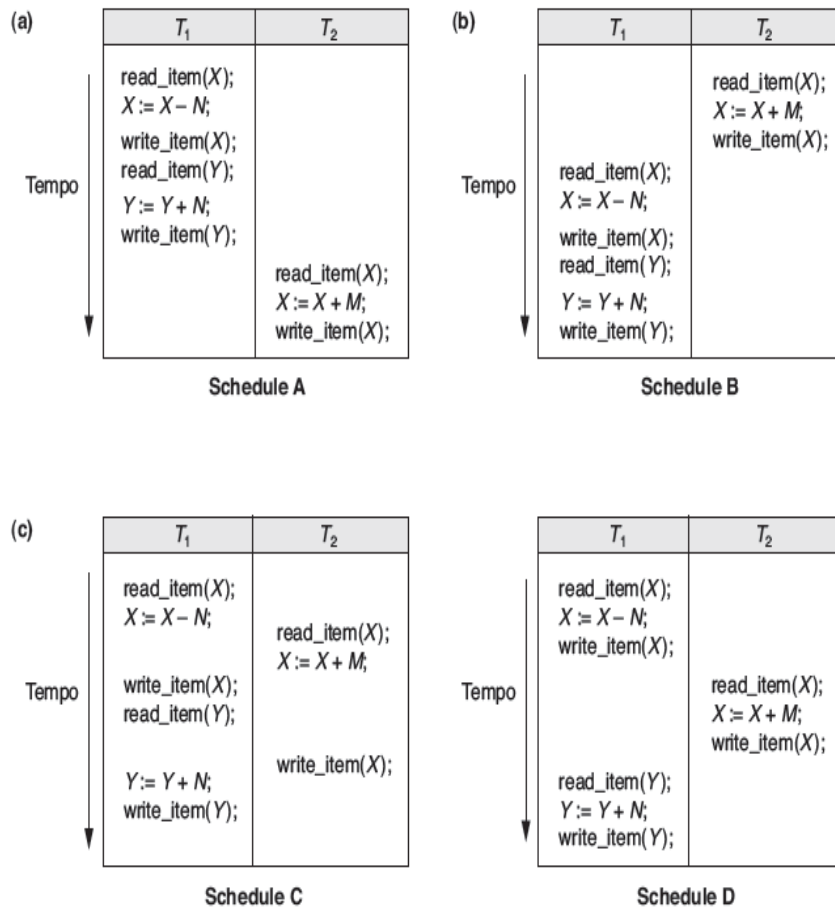 (a)
T₁ T₂
Tempo
read_item(X);
X := X – N;
write_item(X);
read_item(Y);
Y := Y + N;
write_item(Y);
read_item(X);
X := X + M;
write_item(X);
Schedule A
(b)
T₁ T₂
Tempo
read_item(X);
X := X + M;
write_item(X);
read_item(X);
X := X – N;
write_item(X);
read_item(Y);
Y := Y + N;
write_item(Y);
Schedule B
(c)
T₁ T₂
Tempo
read_item(X);
X := X – N;
read_item(X);
X := X + M;
write_item(X);
read_item(Y);
write_item(X);
Y := Y + N;
write_item(Y);
Schedule C
T₁ T₂
Tempo
read_item(X);
X := X – N;
write_item(X);
read_item(X);
X := X + M;
write_item(X);
read_item(Y);
Y := Y + N;
write_item(Y);
Schedule D